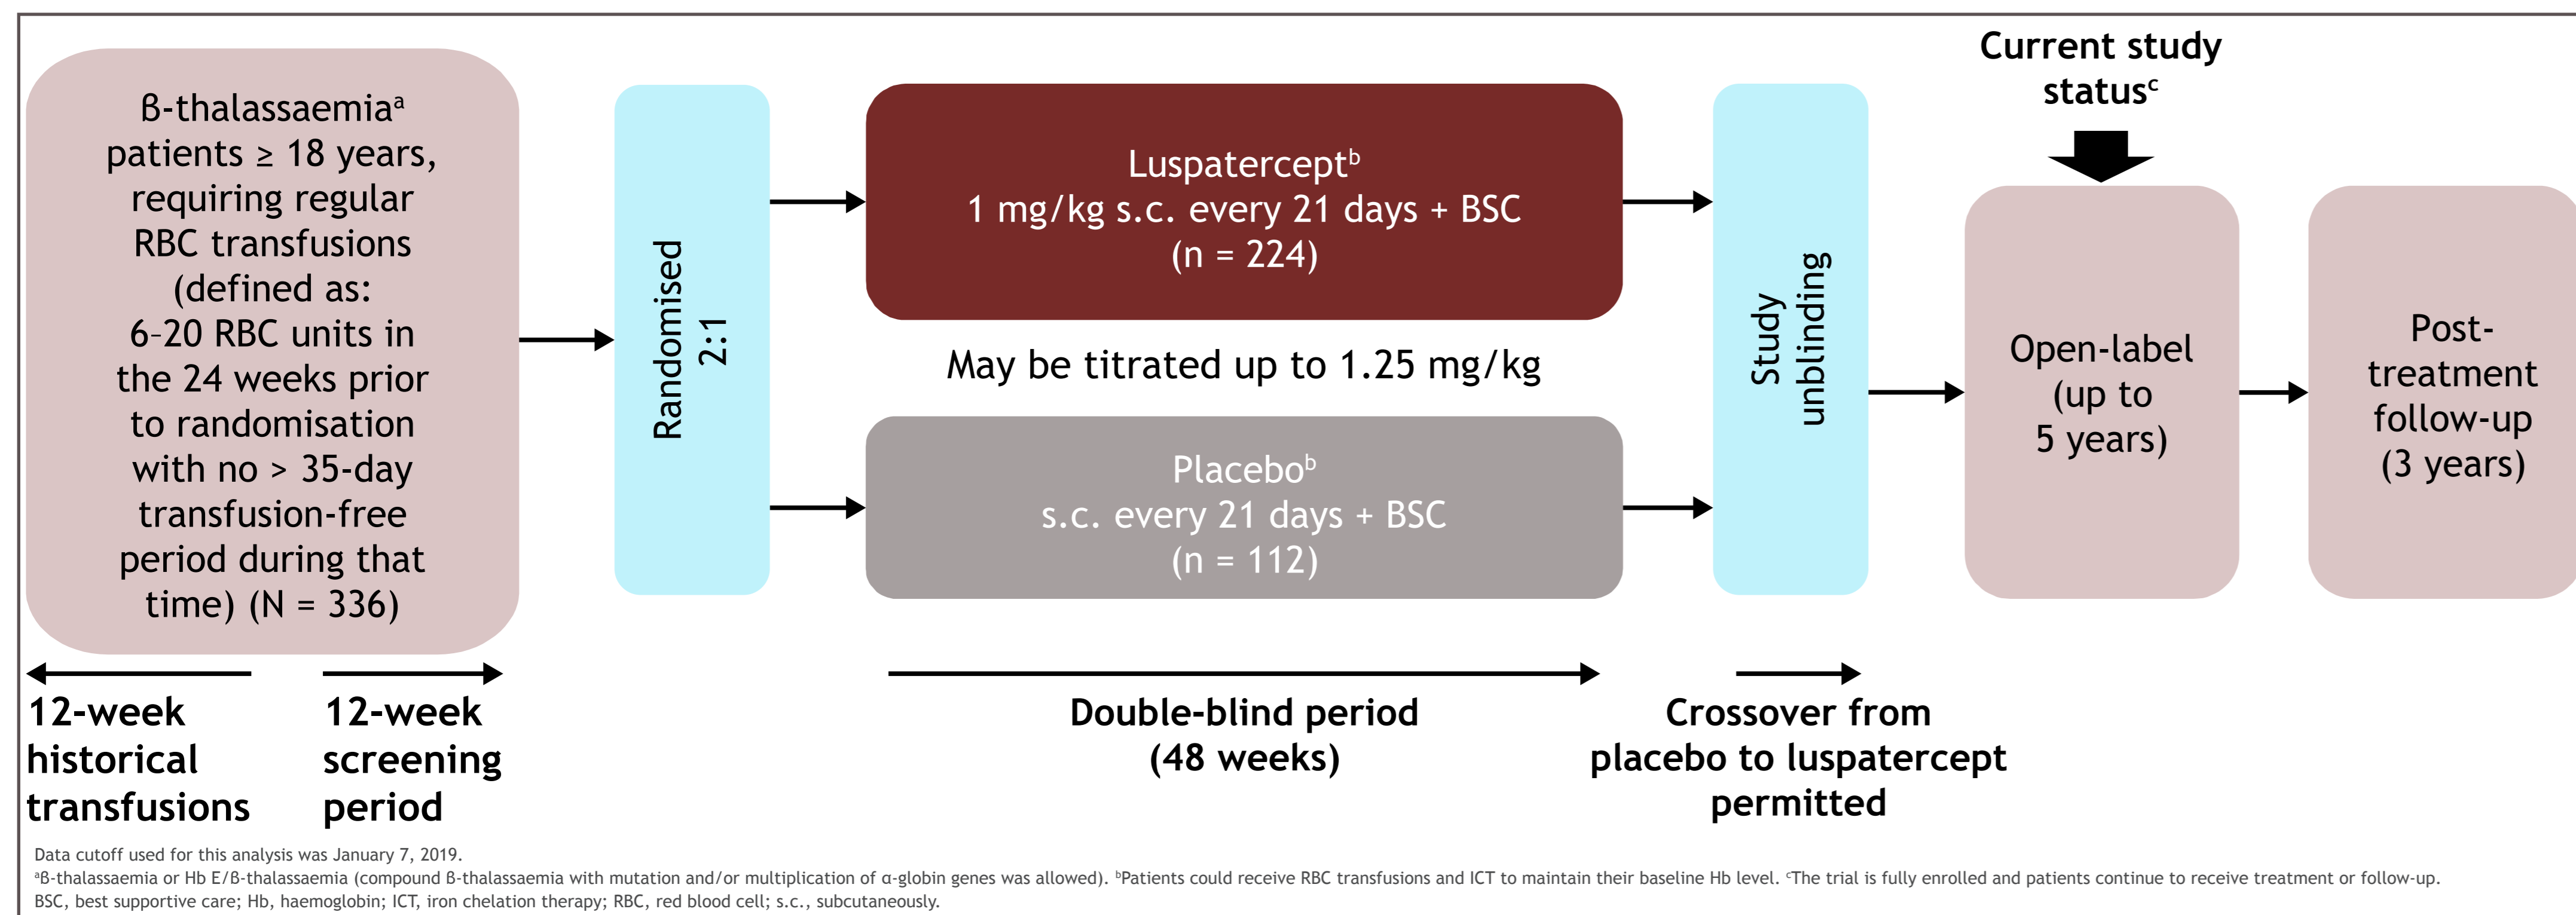 β-thalassaemiaᵃ
patients ≥ 18 years,
requiring regular
RBC transfusions
(defined as:
6–20 RBC units in
the 24 weeks prior
to randomisation
with no > 35-day
transfusion-free
period during that
time) (N = 336)
12-week
historical
transfusions
12-week
screening
period
Randomised
2:1
Luspaterceptᵇ
1 mg/kg s.c. every 21 days + BSC
(n = 224)
May be titrated up to 1.25 mg/kg
Placeboᵇ
s.c. every 21 days + BSC
(n = 112)
Double-blind period
(48 weeks)
Study
unblinding
Crossover from
placebo to luspatercept
permitted
Current study
statusᶜ
Open-label
(up to
5 years)
Post-
treatment
follow-up
(3 years)
Data cutoff used for this analysis was January 7, 2019.
ᵃβ-thalassaemia or Hb E/β-thalassaemia (compound β-thalassaemia with mutation and/or multiplication of α-globin genes was allowed). ᵇPatients could receive RBC transfusions and ICT to maintain their baseline Hb level. ᶜThe trial is fully enrolled and patients continue to receive treatment or follow-up.
BSC, best supportive care; Hb, haemoglobin; ICT, iron chelation therapy; RBC, red blood cell; s.c., subcutaneously.